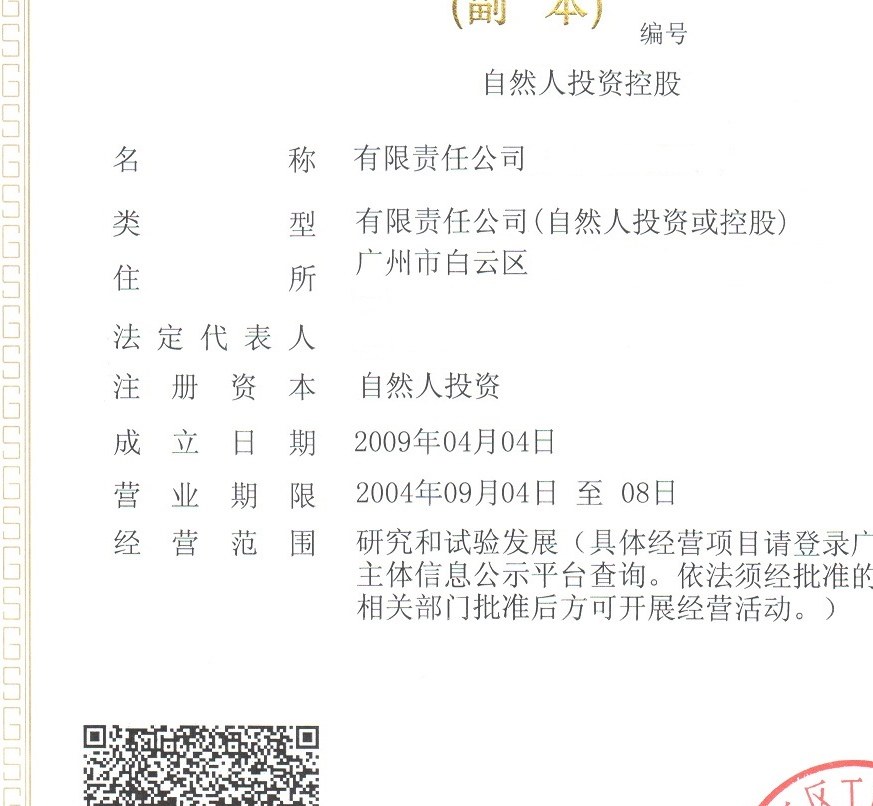 (副 本)
编号
自然人投资控股
名 称 有限责任公司
类 型 有限责任公司(自然人投资或控股)
住 所 广州市白云区
法定代表人
注册资本 自然人投资
成立日期 2009年04月04日
营业期限 2004年09月04日 至 08日
经营范围 研究和试验发展（具体经营项目请登录广
主体信息公示平台查询。依法须经批准的
相关部门批准后方可开展经营活动。）
区工